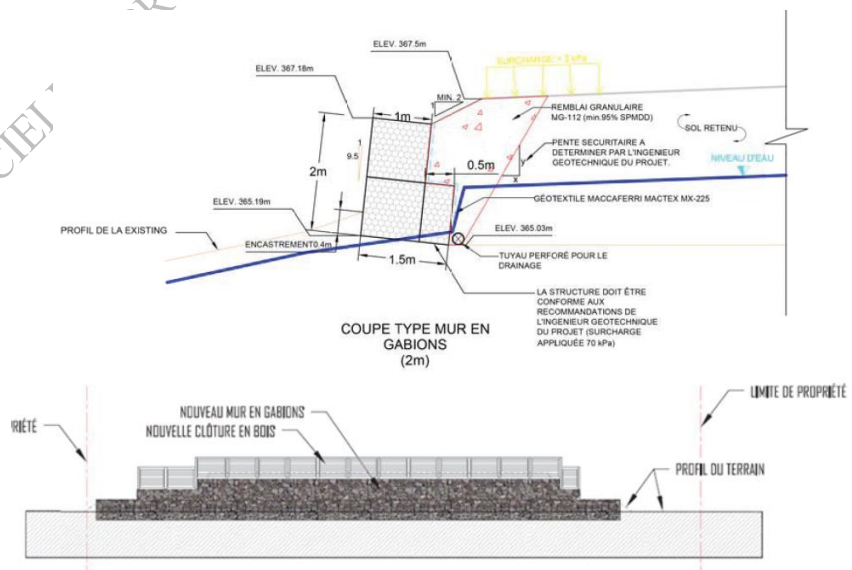 ELEV. 367.5m
ELEV. 367.18m
SURCHARGE = 2 kPa
MIN. 2
1
1m
REMBLAI GRANULAIRE
MG-112 (min.95% SPMDD)
SOL RETENU
1
9.5
2m
0.5m
y
x
PENTE SECURITAIRE A
DETERMINER PAR L'INGENIEUR
GEOTECHNIQUE DU PROJET.
NIVEAU D'EAU
GÉOTEXTILE MACCAFERRI MACTEX MX-225
ELEV. 365.19m
PROFIL DE LA EXISTING
ELEV. 365.03m
ENCASTREMENT0.4m
1.5m
TUYAU PERFORÉ POUR LE
DRAINAGE
LA STRUCTURE DOIT ÊTRE
CONFORME AUX
RECOMMANDATIONS DE
L'INGENIEUR GEOTECHNIQUE
DU PROJET (SURCHARGE
APPLIQUÉE 70 kPa)
COUPE TYPE MUR EN
GABIONS
(2m)
LIMITE DE PROPRIÉTÉ
NOUVEAU MUR EN GABIONS
RIÉTÉ
NOUVELLE CLÔTURE EN BOIS
PROFIL DU TERRAIN